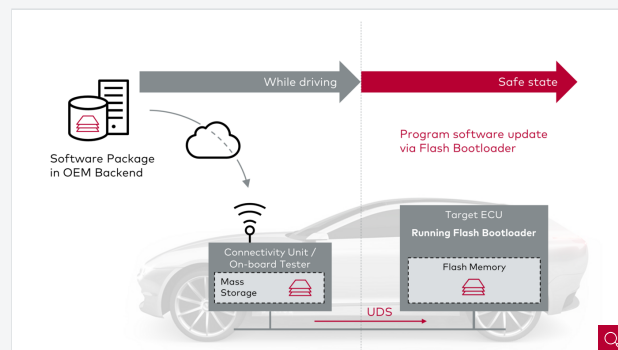 While driving
Safe state
Program software update
via Flash Bootloader
Software Package
in OEM Backend
Target ECU
Running Flash Bootloader
Connectivity Unit /
On-board Tester
Flash Memory
Mass
Storage
UDS